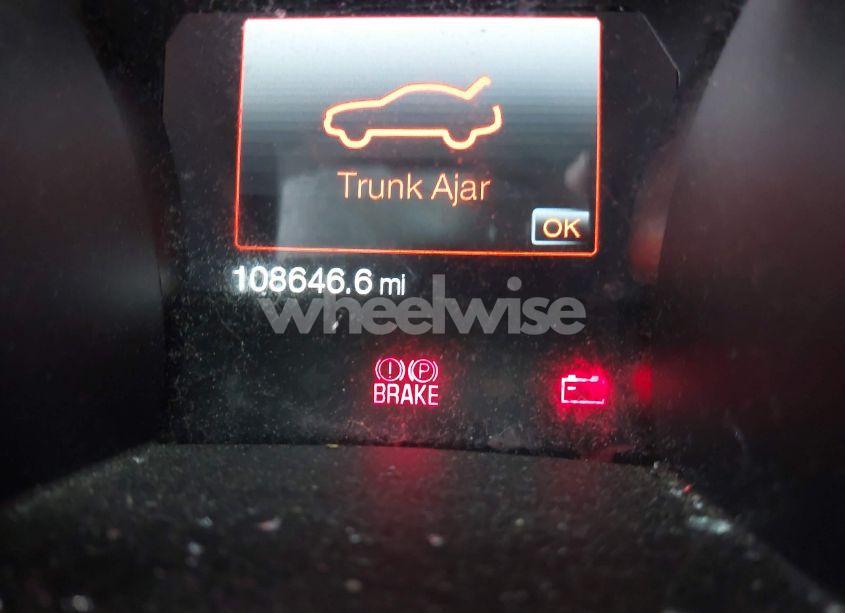 Trunk Ajar
OK
108646.6 mi
wheelwise
(!) (P)
BRAKE